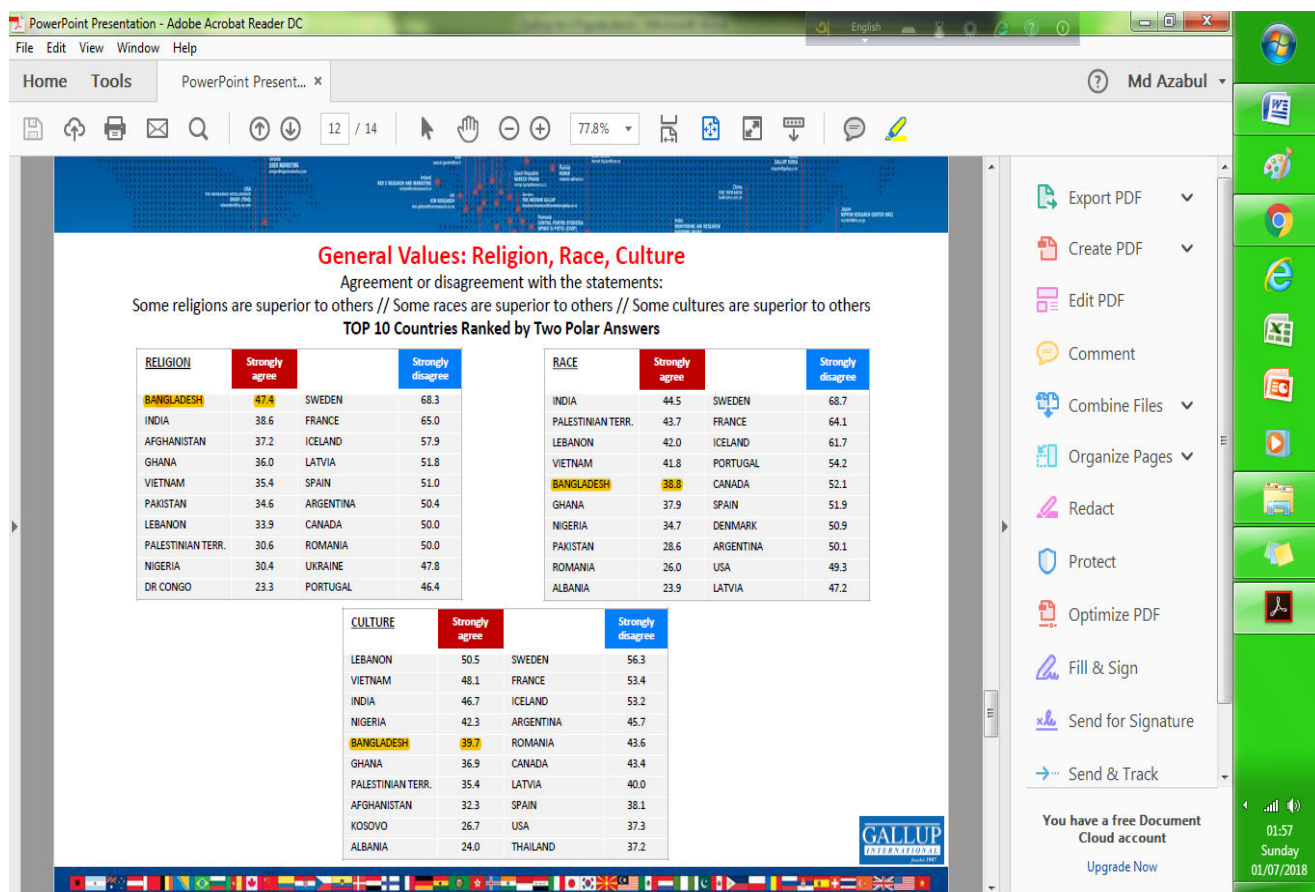 PowerPoint Presentation - Adobe Acrobat Reader DC
English
File Edit View Window Help
Home Tools PowerPoint Present... × Md Azabul
12 / 14 77.8%
USA
China
India
General Values: Religion, Race, Culture
Agreement or disagreement with the statements:
Some religions are superior to others // Some races are superior to others // Some cultures are superior to others
TOP 10 Countries Ranked by Two Polar Answers
RELIGION Strongly agree Strongly disagree
BANGLADESH 47.4 SWEDEN 68.3
INDIA 38.6 FRANCE 65.0
AFGHANISTAN 37.2 ICELAND 57.9
GHANA 36.0 LATVIA 51.8
VIETNAM 35.4 SPAIN 51.0
PAKISTAN 34.6 ARGENTINA 50.4
LEBANON 33.9 CANADA 50.0
PALESTINIAN TERR. 30.6 ROMANIA 50.0
NIGERIA 30.4 UKRAINE 47.8
DR CONGO 23.3 PORTUGAL 46.4
RACE Strongly agree Strongly disagree
INDIA 44.5 SWEDEN 68.7
PALESTINIAN TERR. 43.7 FRANCE 64.1
LEBANON 42.0 ICELAND 61.7
VIETNAM 41.8 PORTUGAL 54.2
BANGLADESH 38.8 CANADA 52.1
GHANA 37.9 SPAIN 51.9
NIGERIA 34.7 DENMARK 50.9
PAKISTAN 28.6 ARGENTINA 50.1
ROMANIA 26.0 USA 49.3
ALBANIA 23.9 LATVIA 47.2
CULTURE Strongly agree Strongly disagree
LEBANON 50.5 SWEDEN 56.3
VIETNAM 48.1 FRANCE 53.4
INDIA 46.7 ICELAND 53.2
NIGERIA 42.3 ARGENTINA 45.7
BANGLADESH 39.7 ROMANIA 43.6
GHANA 36.9 CANADA 43.4
PALESTINIAN TERR. 35.4 LATVIA 40.0
AFGHANISTAN 32.3 SPAIN 38.1
KOSOVO 26.7 USA 37.3
ALBANIA 24.0 THAILAND 37.2
GALLUP
INTERNATIONAL
Export PDF
Create PDF
Edit PDF
Comment
Combine Files
Organize Pages
Redact
Protect
Optimize PDF
Fill & Sign
Send for Signature
Send & Track
You have a free Document
Cloud account
Upgrade Now
01:57
Sunday
01/07/2018